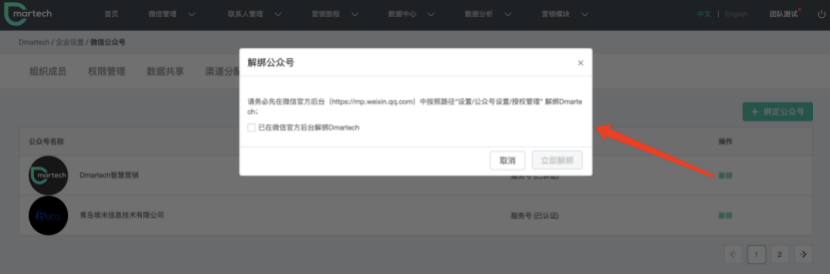 Dmartech 首页 微信管理 联系人管理 营销旅程 数据中心 数据分析 营销模块 中文 | English 团队测试
Dmartech / 企业设置 / 微信公众号
组织成员 权限管理 数据共享 渠道分配
解绑公众号 ×
请务必先在微信官方后台（https://mp.weixin.qq.com）中按照路径“设置/公众号设置/授权管理” 解绑Dmarte
ch；
已在微信官方后台解绑Dmartech
取消 立即解绑
+ 绑定公众号
公众号名称 操作
martech Dmartech智慧营销 服务号 (已认证) 解绑
青岛埃米信息技术有限公司 服务号 (已认证) 解绑
< 1 2 >